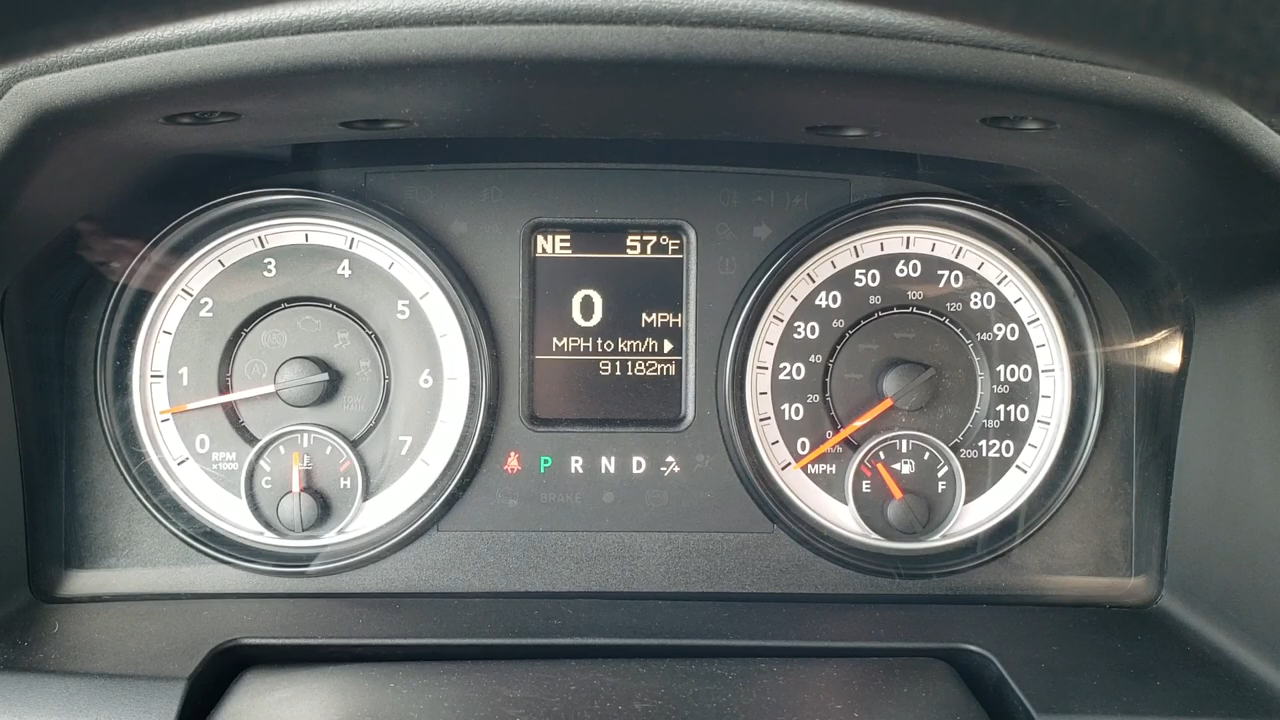 NE 57°F
0 MPH
MPH to km/h
91182mi
0 1 2 3 4 5 6 7
RPM
x1000
C H
TOW
HAUL
P R N D
BRAKE
0 10 20 30 40 50 60 70 80 90 100 110 120
MPH
0 20 40 60 80 100 120 140 160 180 200
km/h
E F